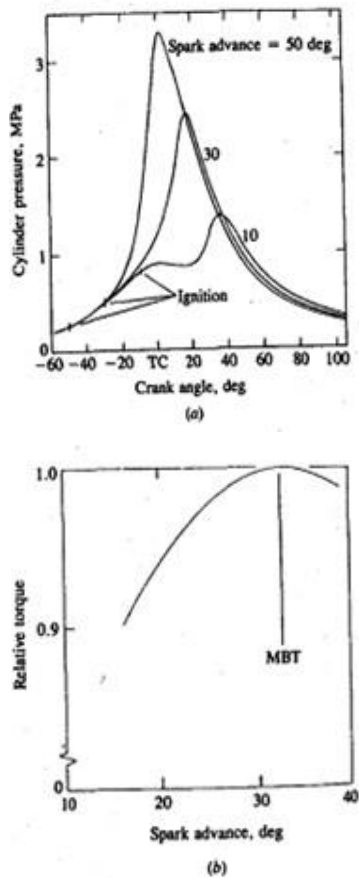 3
Spark advance = 50 deg
Cylinder pressure, MPa
2
30
10
1
Ignition
0
-60 -40 -20 TC 20 40 60 80 100
Crank angle, deg
(a)
1.0
Relative torque
0.9
MBT
0
10 20 30 40
Spark advance, deg
(b)